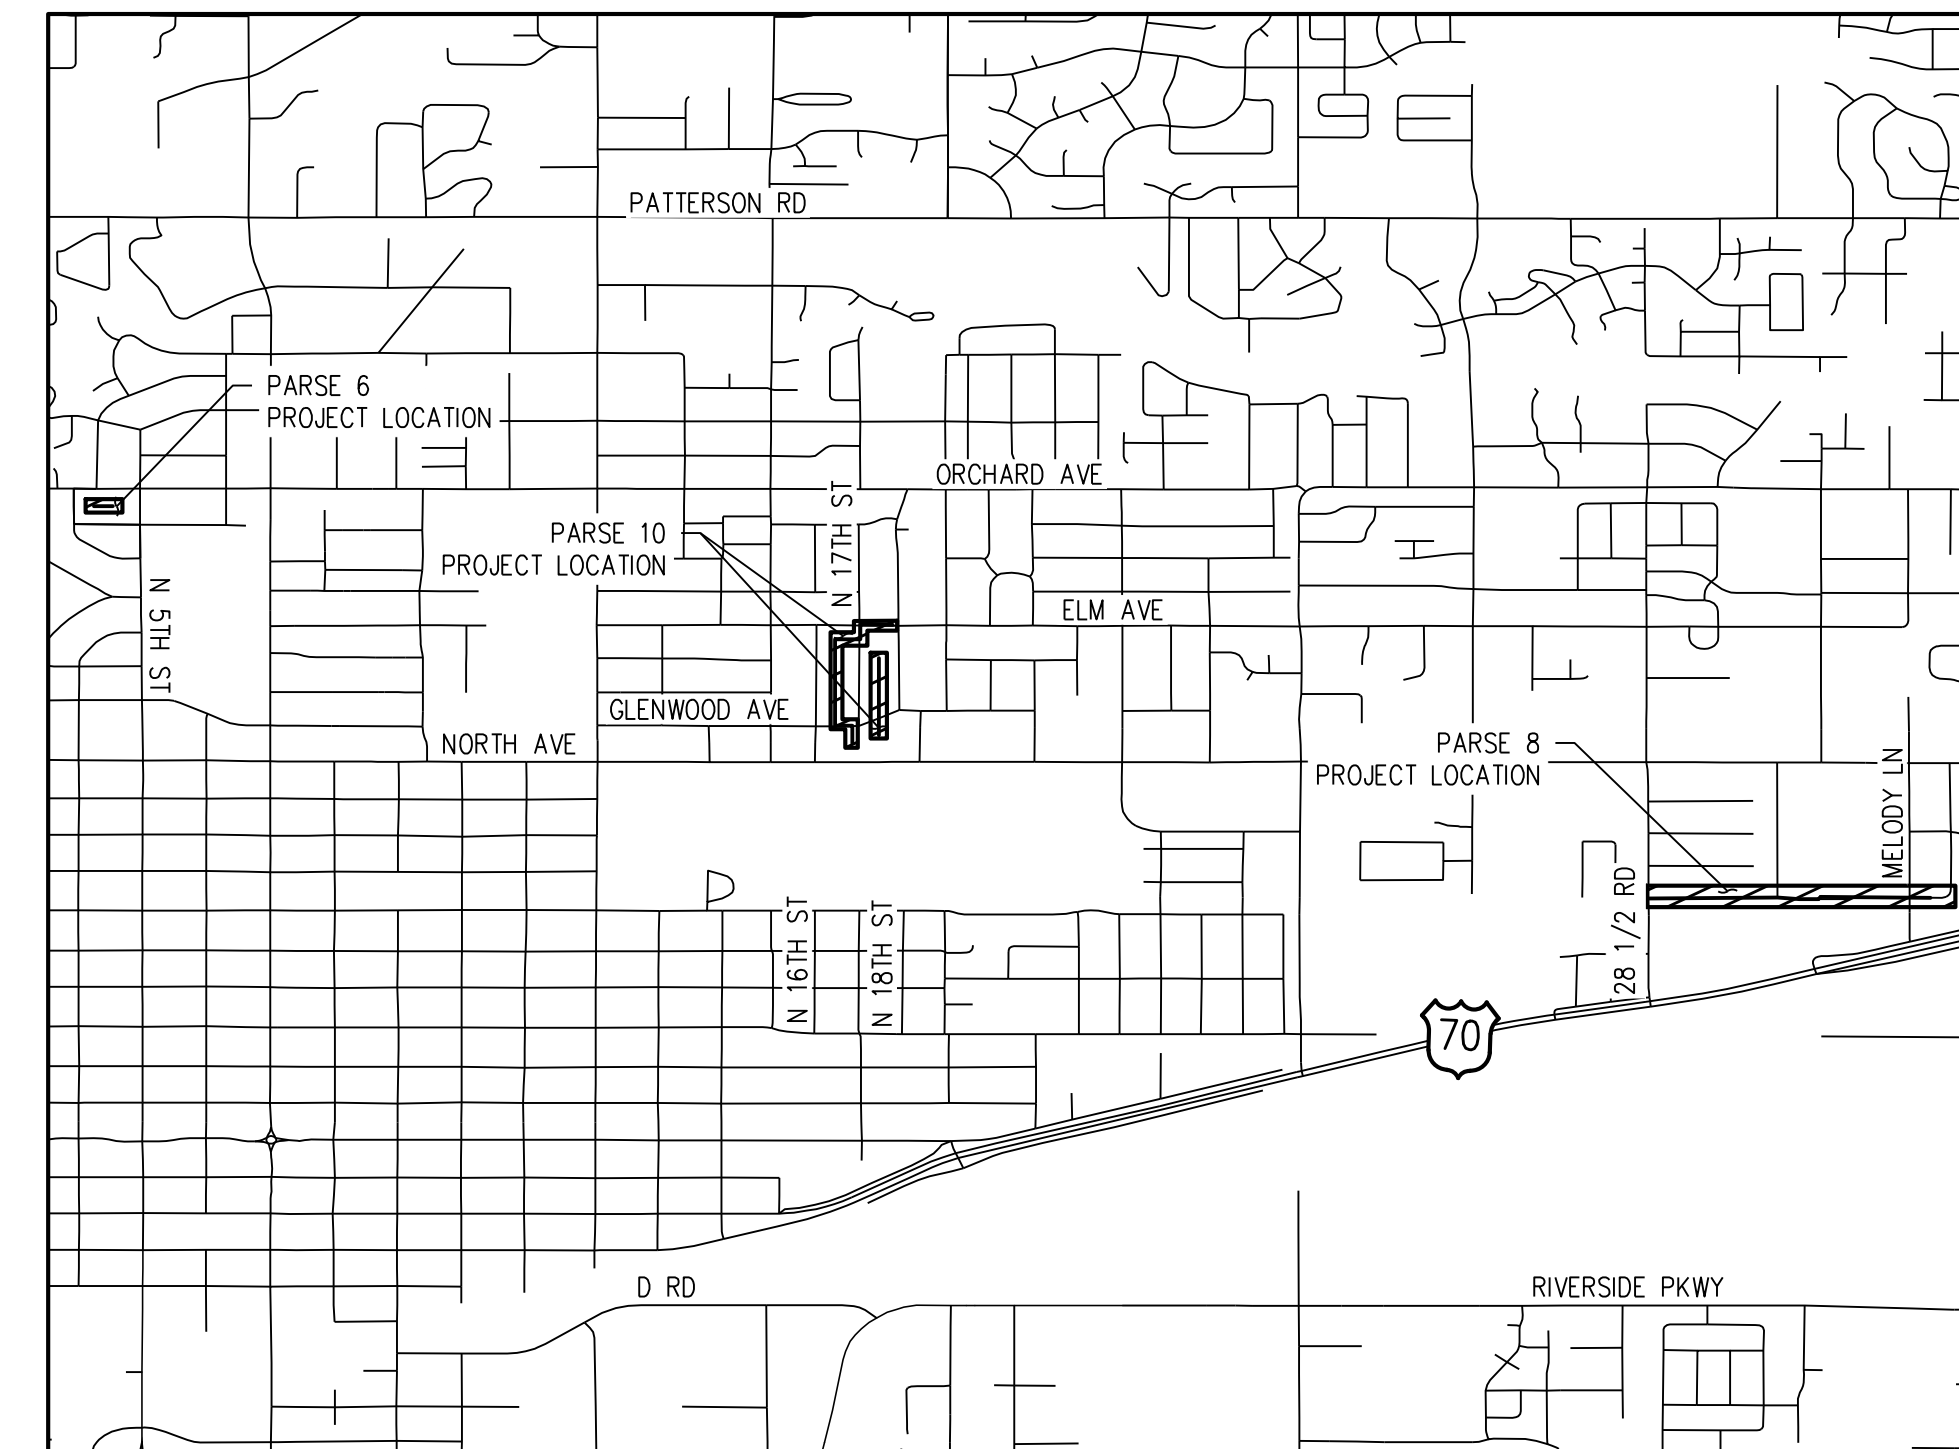 PATTERSON RD
PARSE 6
PROJECT LOCATION
ORCHARD AVE
N 17TH ST
PARSE 10
PROJECT LOCATION
N 5TH ST
ELM AVE
GLENWOOD AVE
NORTH AVE
PARSE 8
PROJECT LOCATION
MELODY LN
28 1/2 RD
N 16TH ST
N 18TH ST
70
D RD
RIVERSIDE PKWY